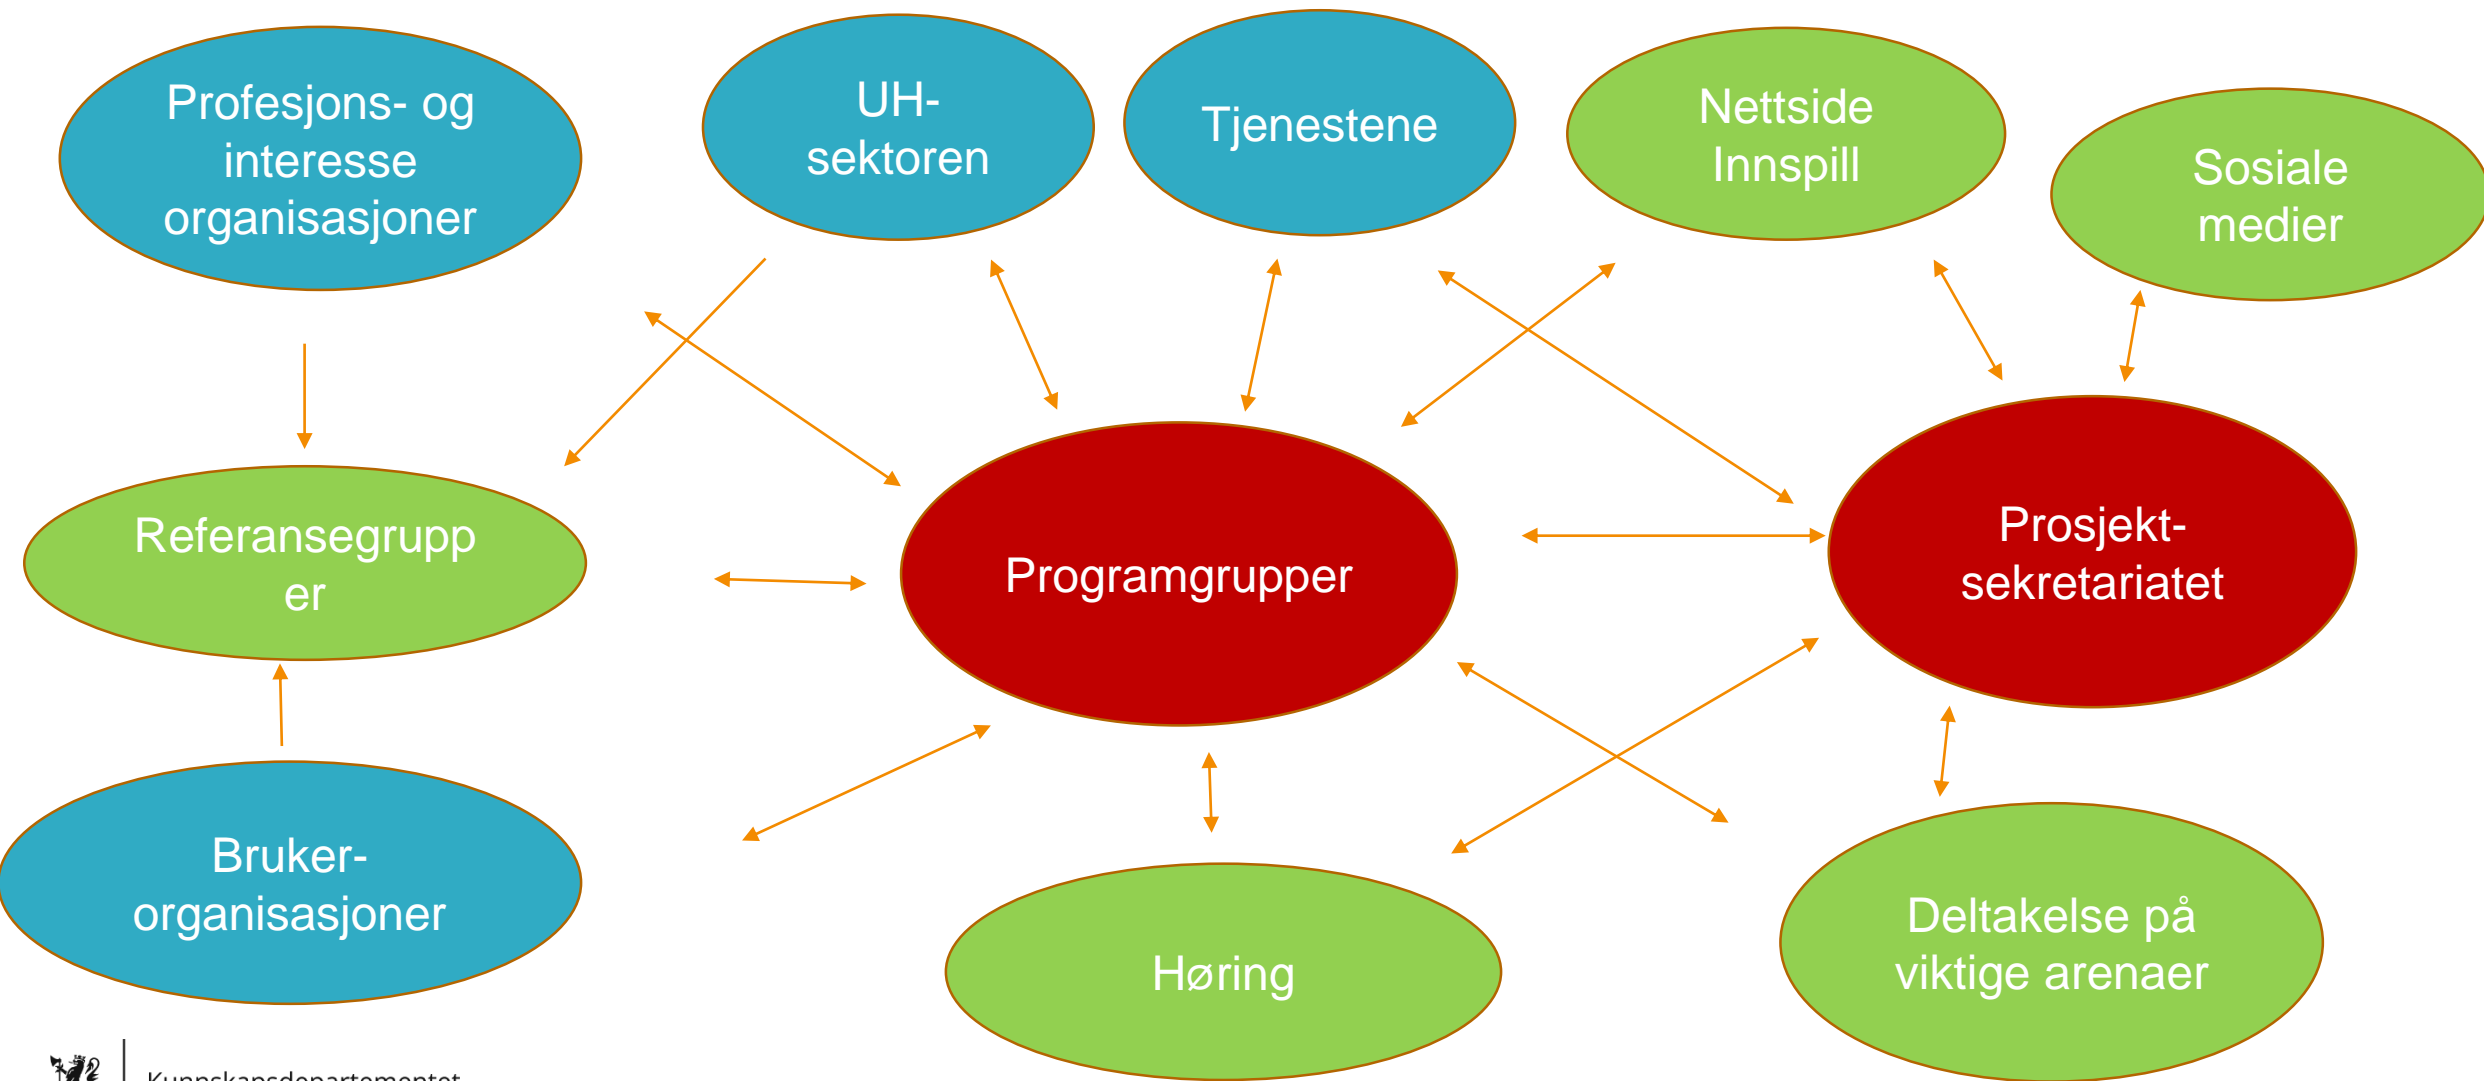 Profesjons- og
interesse
organisasjoner
UH-
sektoren
Tjenestene
Nettside
Innspill
Sosiale
medier
Referansegrupp
er
Programgrupper
Prosjekt-
sekretariatet
Bruker-
organisasjoner
Høring
Deltakelse på
viktige arenaer
Kunnskapsdepartementet